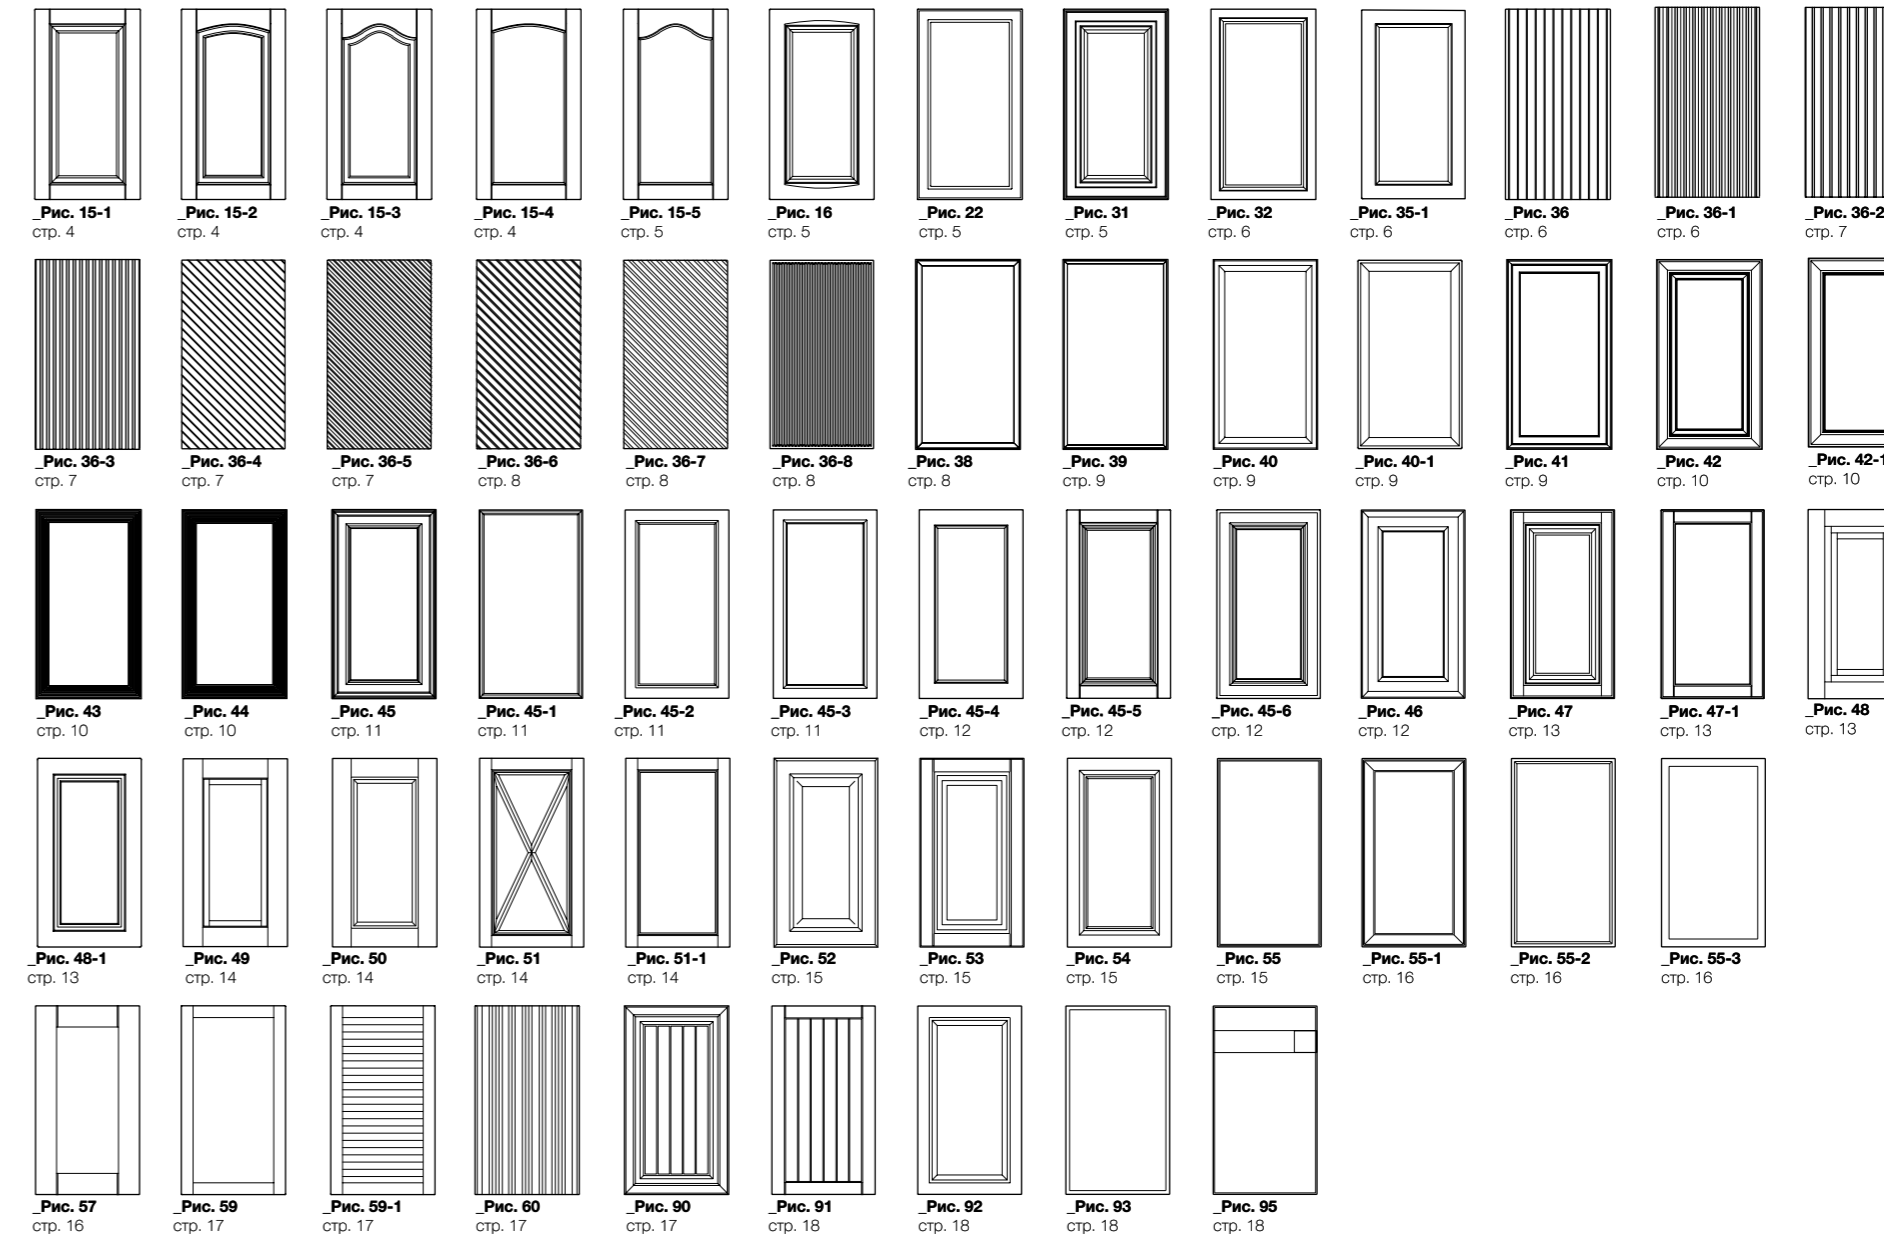 _Рис. 15-1 _Рис. 15-2 _Рис. 15-3 _Рис. 15-4 _Рис. 15-5 _Рис. 16 _Рис. 22 _Рис. 31 _Рис. 32 _Рис. 35-1 _Рис. 36 _Рис. 36-1 _Рис. 36-2
стр. 4 стр. 4 стр. 4 стр. 4 стр. 5 стр. 5 стр. 5 стр. 5 стр. 6 стр. 6 стр. 6 стр. 6 стр. 7
_Рис. 36-3 _Рис. 36-4 _Рис. 36-5 _Рис. 36-6 _Рис. 36-7 _Рис. 36-8 _Рис. 38 _Рис. 39 _Рис. 40 _Рис. 40-1 _Рис. 41 _Рис. 42 _Рис. 42-1
стр. 7 стр. 7 стр. 7 стр. 8 стр. 8 стр. 8 стр. 8 стр. 9 стр. 9 стр. 9 стр. 9 стр. 10 стр. 10
_Рис. 43 _Рис. 44 _Рис. 45 _Рис. 45-1 _Рис. 45-2 _Рис. 45-3 _Рис. 45-4 _Рис. 45-5 _Рис. 45-6 _Рис. 46 _Рис. 47 _Рис. 47-1 _Рис. 48
стр. 10 стр. 10 стр. 11 стр. 11 стр. 11 стр. 11 стр. 12 стр. 12 стр. 12 стр. 12 стр. 13 стр. 13 стр. 13
_Рис. 48-1 _Рис. 49 _Рис. 50 _Рис. 51 _Рис. 51-1 _Рис. 52 _Рис. 53 _Рис. 54 _Рис. 55 _Рис. 55-1 _Рис. 55-2 _Рис. 55-3
стр. 13 стр. 14 стр. 14 стр. 14 стр. 14 стр. 15 стр. 15 стр. 15 стр. 15 стр. 16 стр. 16 стр. 16
_Рис. 57 _Рис. 59 _Рис. 59-1 _Рис. 60 _Рис. 90 _Рис. 91 _Рис. 92 _Рис. 93 _Рис. 95
стр. 16 стр. 17 стр. 17 стр. 17 стр. 17 стр. 18 стр. 18 стр. 18 стр. 18